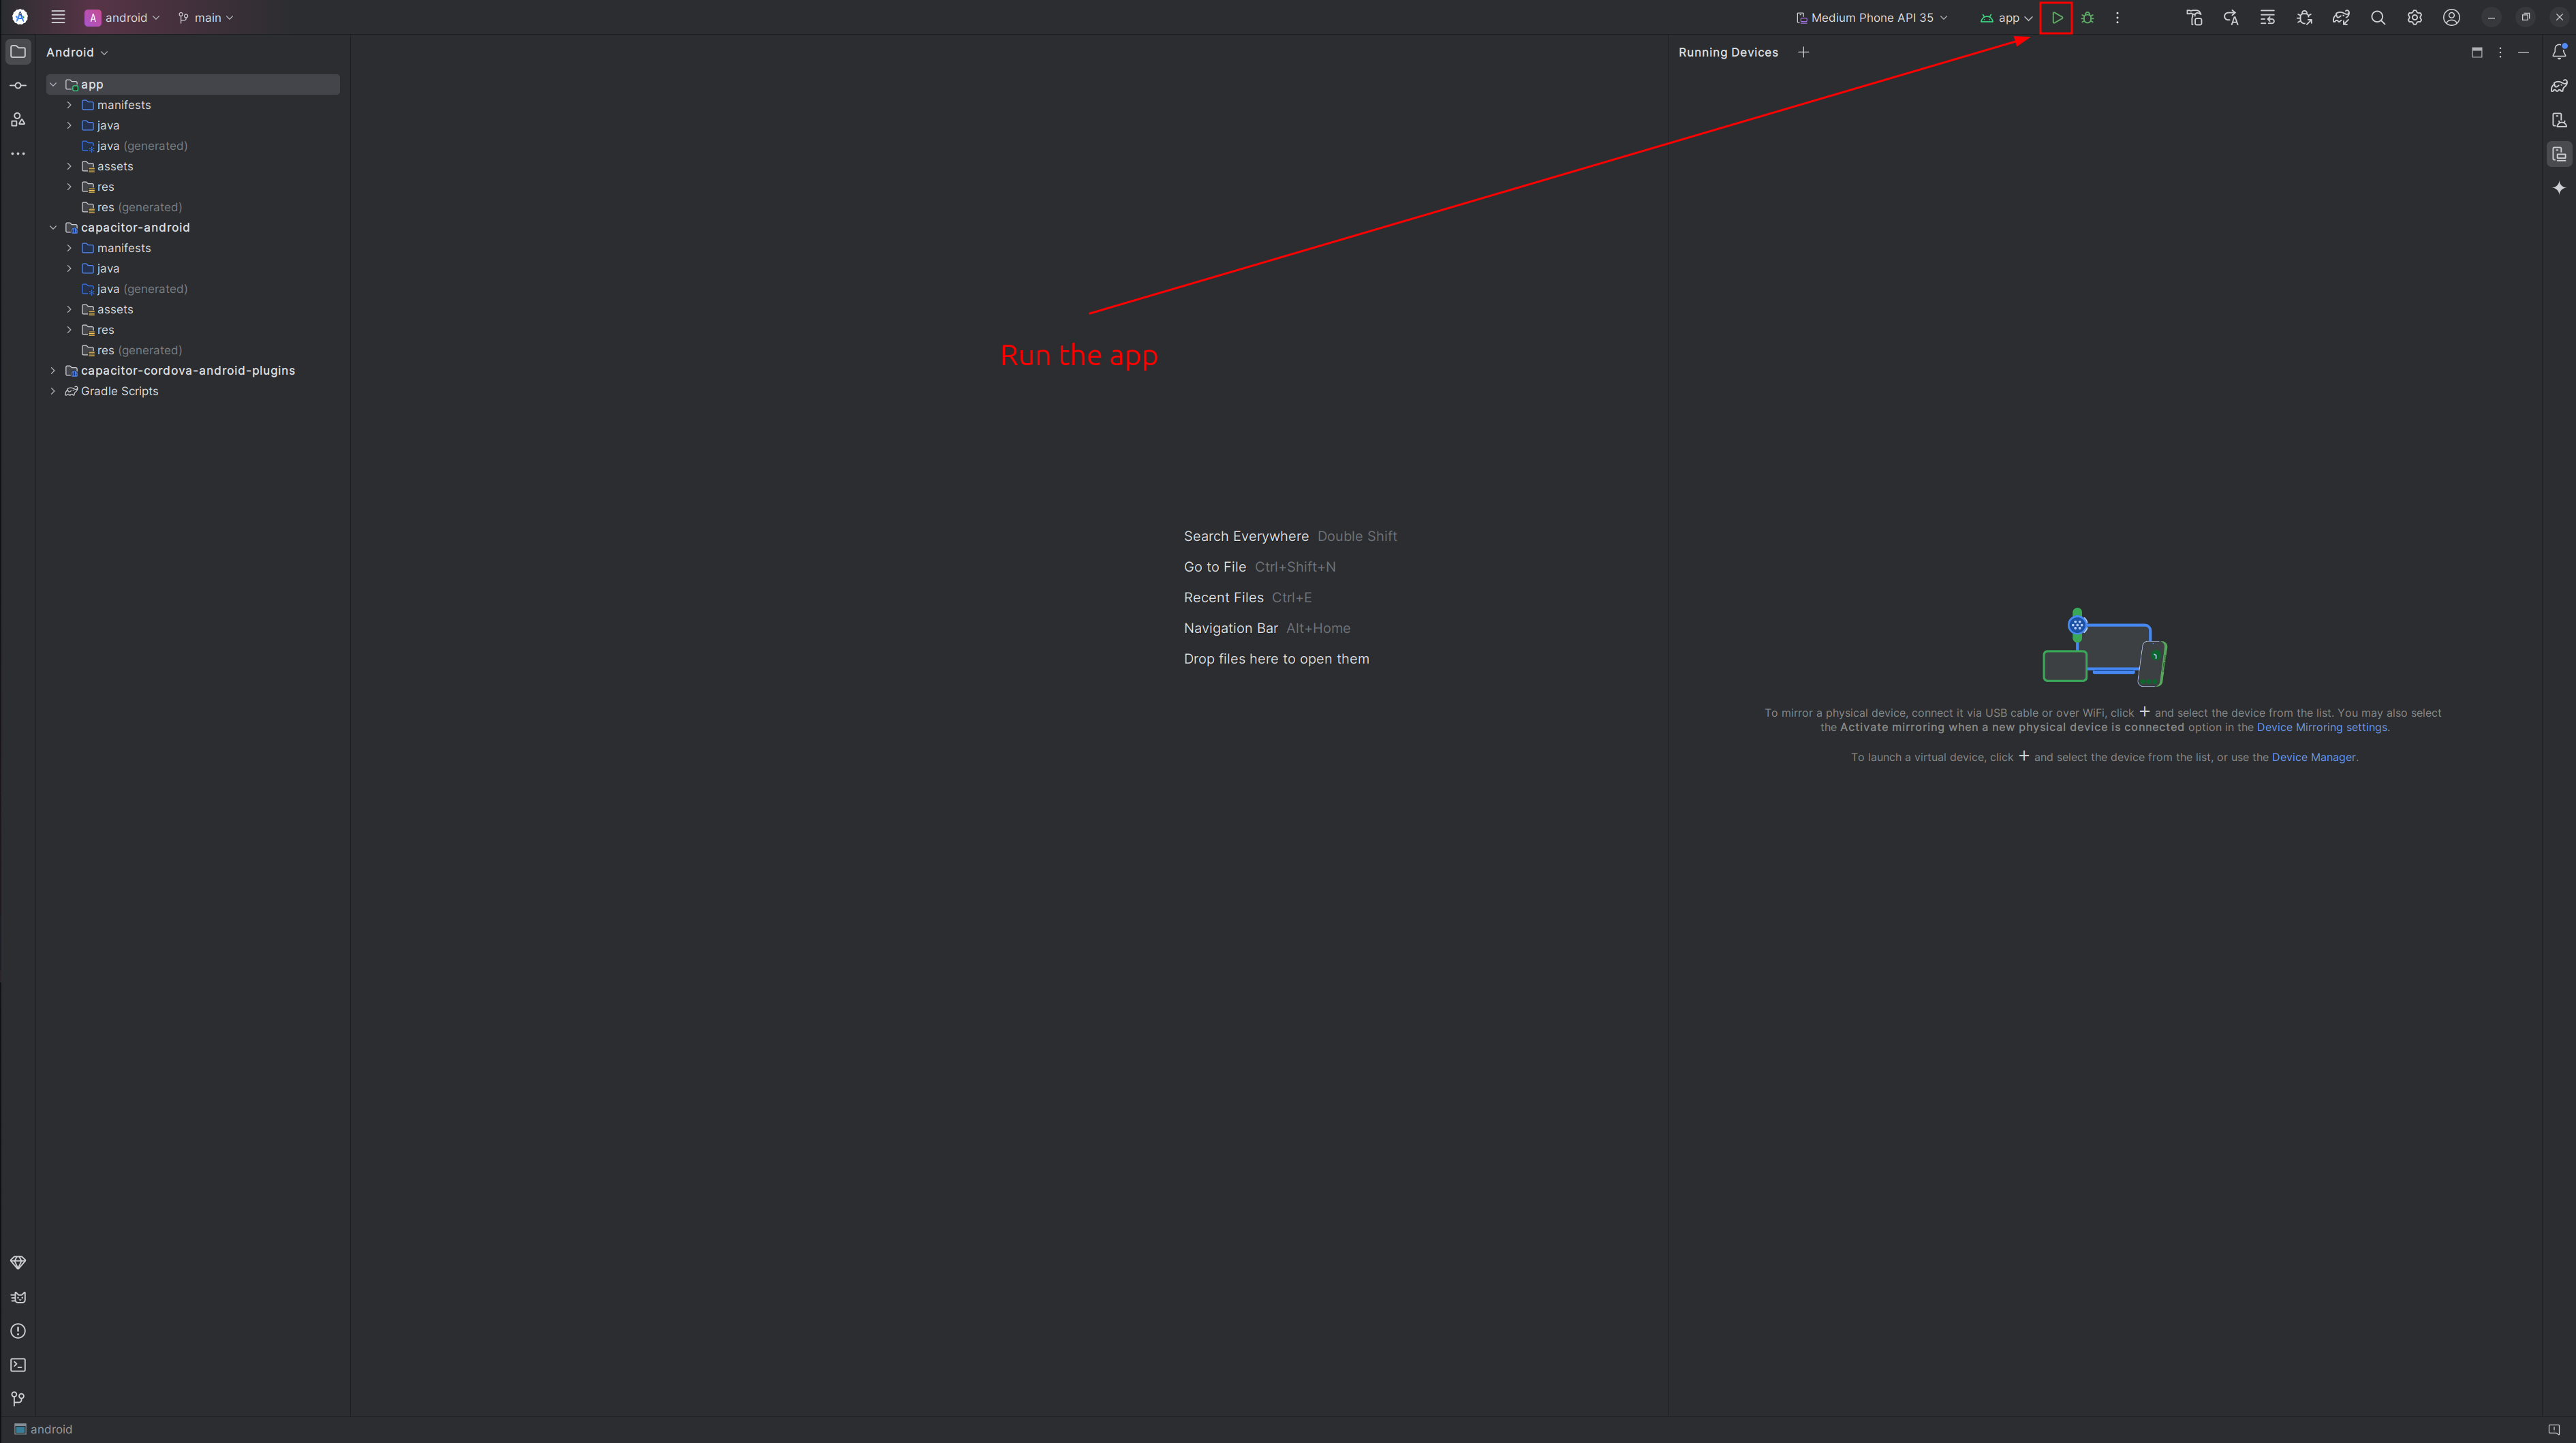 A android main Medium Phone API 35 app
Android
Running Devices
app
manifests
java
java (generated)
assets
res
res (generated)
capacitor-android
manifests
java
java (generated)
assets
res
res (generated)
capacitor-cordova-android-plugins
Gradle Scripts
Run the app
Search Everywhere Double Shift
Go to File Ctrl+Shift+N
Recent Files Ctrl+E
Navigation Bar Alt+Home
Drop files here to open them
To mirror a physical device, connect it via USB cable or over WiFi, click + and select the device from the list. You may also select
the Activate mirroring when a new physical device is connected option in the Device Mirroring settings.
To launch a virtual device, click + and select the device from the list, or use the Device Manager.
android